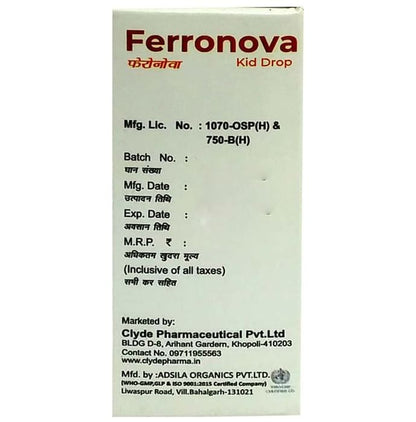 Ferronova
फेरोनोवा Kid Drop
Mfg. Lic. No. : 1070-OSP(H) &
750-B(H)
Batch No. :
घान संख्या
Mfg. Date :
उत्पादन तिथि
Exp. Date :
अवसान तिथि
M.R.P. ₹ :
अधिकतम खुदरा मूल्य
(Inclusive of all taxes)
सभी कर सहित
Marketed by:
Clyde Pharmaceutical Pvt.Ltd
BLDG D-8, Arihant Gardern, Khopoli-410203
Contact No. 09711955563
www.clydepharma.in
Mfd. by : ADSILA ORGANICS PVT.LTD.
(WHO-GMP,GLP & ISO 9001:2015 Certified Company)
Liwaspur Road, Vill.Bahalgarh-131021